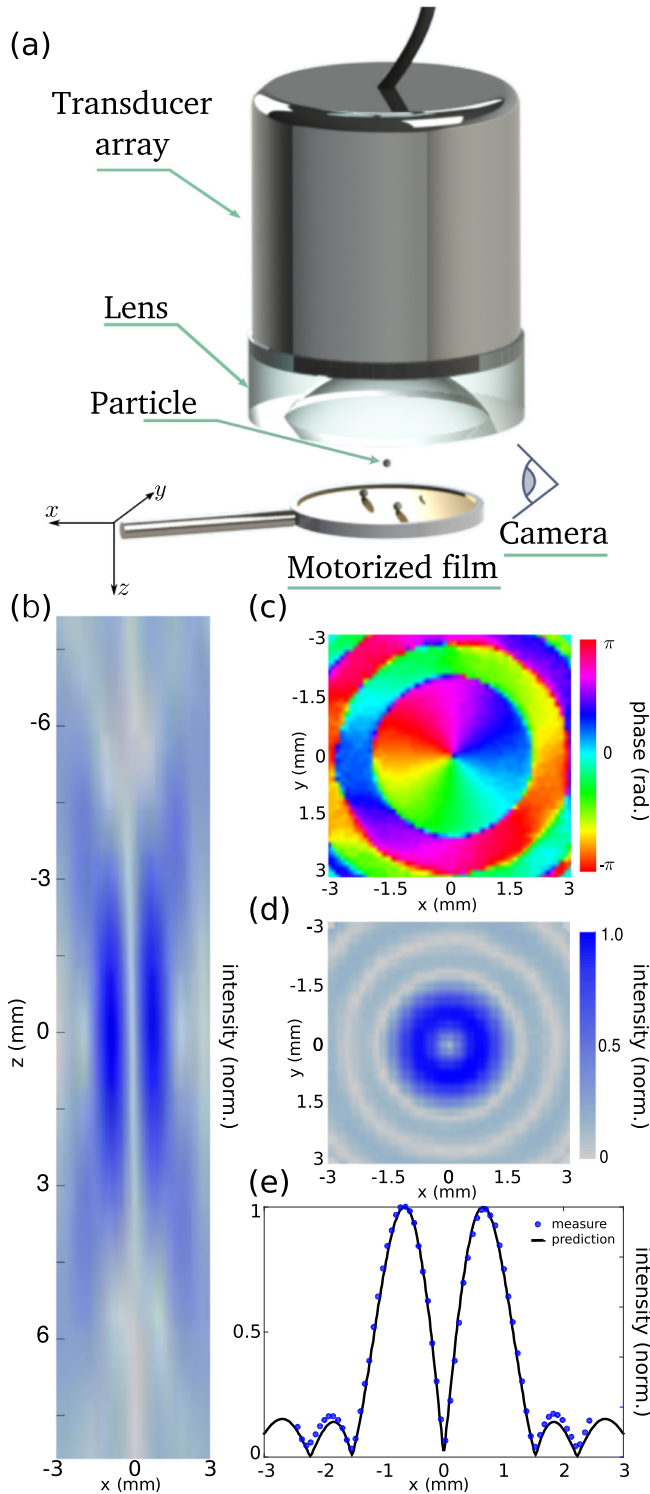 (a)
Transducer
array
Lens
Particle
x
y
z
Camera
Motorized film
(b)
-6
-3
0
3
6
z (mm)
-3 0 3
x (mm)
intensity (norm.)
(c)
-3
-1.5
0
1.5
3
y (mm)
-3 -1.5 0 1.5 3
x (mm)
π
0
-π
phase (rad.)
(d)
-3
-1.5
0
1.5
3
y (mm)
-3 -1.5 0 1.5 3
x (mm)
1.0
0.5
0
intensity (norm.)
(e)
1
0.5
0
measure
prediction
-3 -2 -1 0 1 2 3
x (mm)
intensity (norm.)